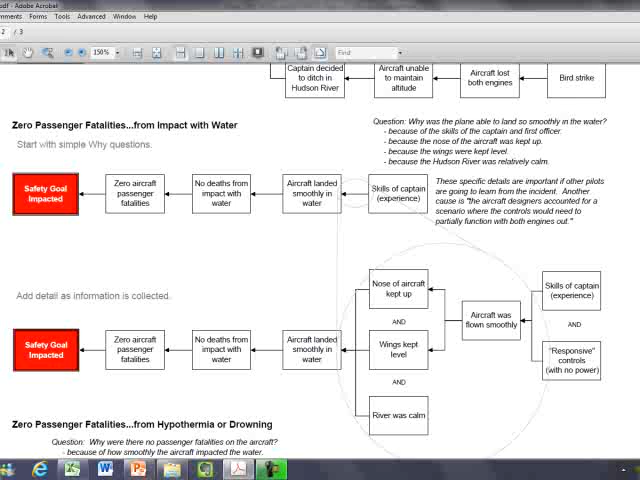 .pdf - Adobe Acrobat
mments Forms Tools Advanced Window Help
2 / 3
150% Find
Captain decided
to ditch in
Hudson River
Aircraft unable
to maintain
altitude
Aircraft lost
both engines
Bird strike
Zero Passenger Fatalities...from Impact with Water
Start with simple Why questions.
Question: Why was the plane able to land so smoothly in the water?
- because of the skills of the captain and first officer.
- because the nose of the aircraft was kept up.
- because the wings were kept level.
- because the Hudson River was relatively calm.
Safety Goal
Impacted
Zero aircraft
passenger
fatalities
No deaths from
impact with
water
Aircraft landed
smoothly in
water
Skills of captain
(experience)
These specific details are important if other pilots
are going to learn from the incident. Another
cause is "the aircraft designers accounted for a
scenario where the controls would need to
partially function with both engines out."
Add detail as information is collected.
Safety Goal
Impacted
Zero aircraft
passenger
fatalities
No deaths from
impact with
water
Aircraft landed
smoothly in
water
Nose of aircraft
kept up
AND
Wings kept
level
AND
River was calm
Aircraft was
flown smoothly
Skills of captain
(experience)
AND
"Responsive"
controls
(with no power)
Zero Passenger Fatalities...from Hypothermia or Drowning
Question: Why were there no passenger fatalities on the aircraft?
- because of how smoothly the aircraft impacted the water.